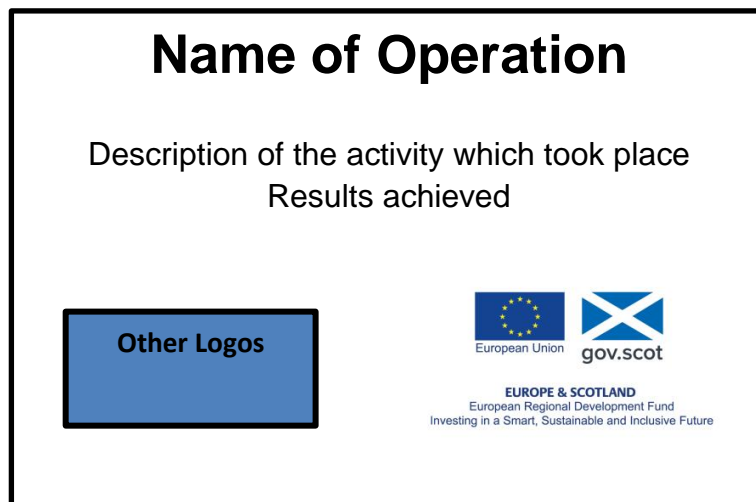 Name of Operation
Description of the activity which took place
Results achieved
Other Logos
European Union
gov.scot
EUROPE & SCOTLAND
European Regional Development Fund
Investing in a Smart, Sustainable and Inclusive Future